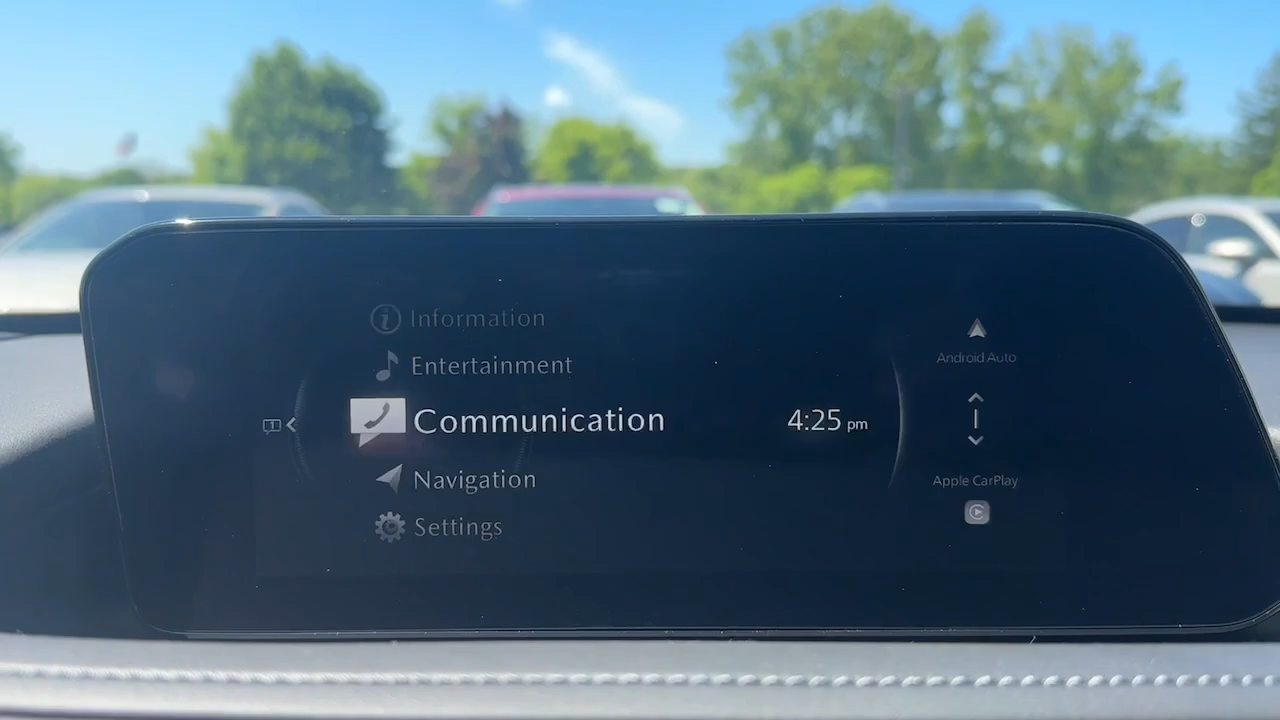 Information
Entertainment
Communication
Navigation
Settings
4:25 pm
Android Auto
Apple CarPlay